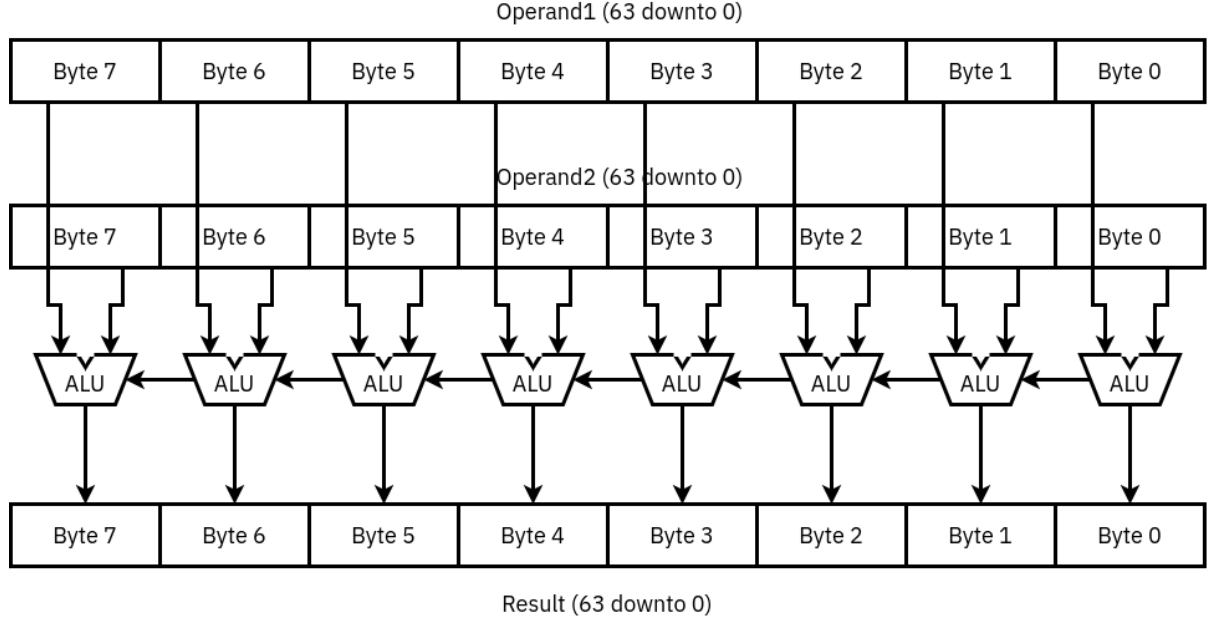 Operand1 (63 downto 0)
Byte 7 Byte 6 Byte 5 Byte 4 Byte 3 Byte 2 Byte 1 Byte 0
Operand2 (63 downto 0)
Byte 7 Byte 6 Byte 5 Byte 4 Byte 3 Byte 2 Byte 1 Byte 0
ALU ALU ALU ALU ALU ALU ALU ALU
Byte 7 Byte 6 Byte 5 Byte 4 Byte 3 Byte 2 Byte 1 Byte 0
Result (63 downto 0)